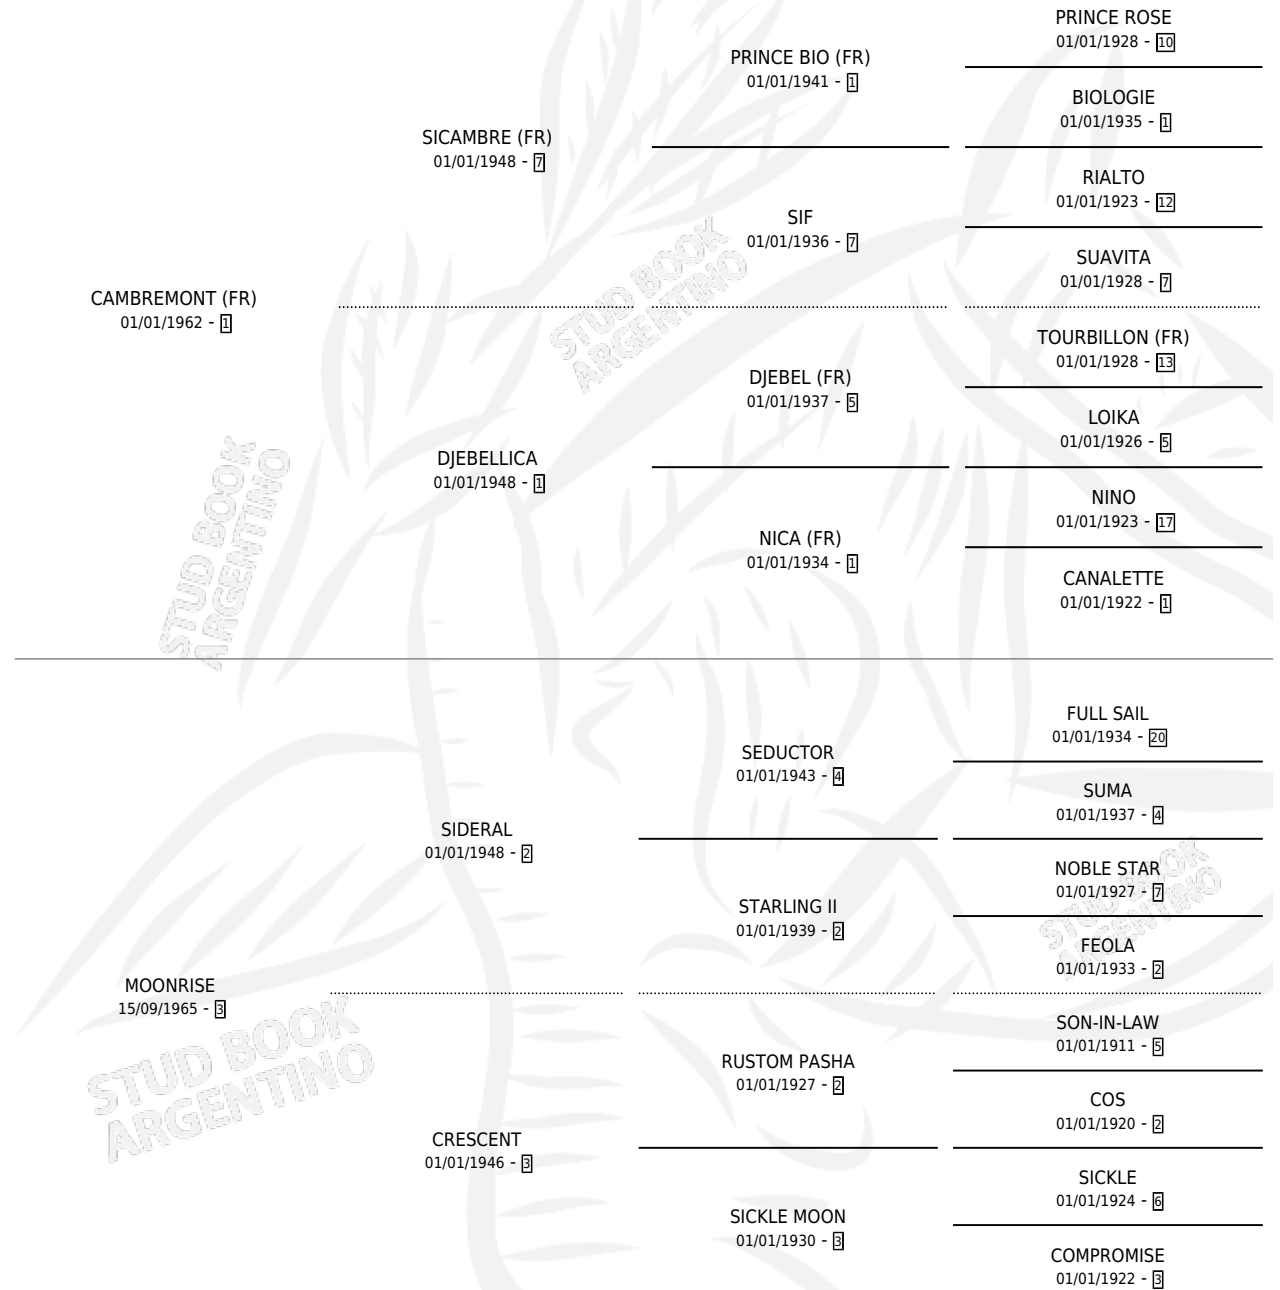 PRINCE ROSE
01/01/1928 - 10
PRINCE BIO (FR)
01/01/1941 - 1
BIOLOGIE
01/01/1935 - 1
SICAMBRE (FR)
01/01/1948 - 7
RIALTO
01/01/1923 - 12
SIF
01/01/1936 - 7
SUAVITA
01/01/1928 - 7
STUD BOOK
ARGENTINO
CAMBREMONT (FR)
01/01/1962 - 1
TOURBILLON (FR)
01/01/1928 - 13
DJEBEL (FR)
01/01/1937 - 5
LOIKA
01/01/1926 - 5
DJEBELLICA
01/01/1948 - 1
NINO
01/01/1923 - 17
NICA (FR)
01/01/1934 - 1
CANALETTE
01/01/1922 - 1
STUD BOOK
ARGENTINO
FULL SAIL
01/01/1934 - 20
SEDUCTOR
01/01/1943 - 4
SUMA
01/01/1937 - 4
SIDERAL
01/01/1948 - 2
NOBLE STAR
01/01/1927 - 7
STARLING II
01/01/1939 - 2
FEOLA
01/01/1933 - 2
STUD BOOK
ARGENTINO
MOONRISE
15/09/1965 - 3
SON-IN-LAW
01/01/1911 - 5
RUSTOM PASHA
01/01/1927 - 2
COS
01/01/1920 - 2
STUD BOOK
ARGENTINO
CRESCENT
01/01/1946 - 3
SICKLE
01/01/1924 - 6
SICKLE MOON
01/01/1930 - 3
COMPROMISE
01/01/1922 - 3